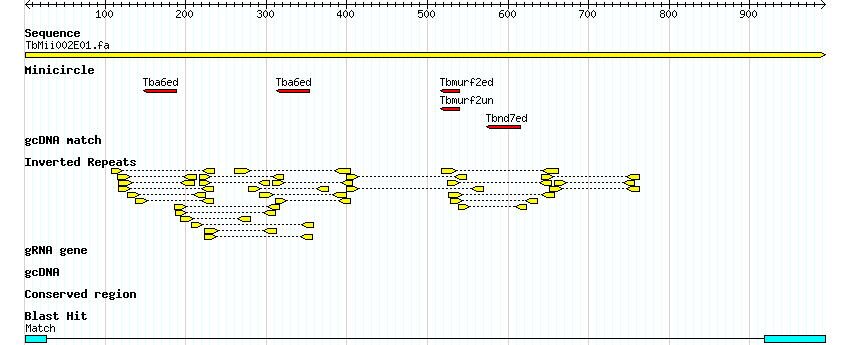 100 200 300 400 500 600 700 800 900
Sequence
TbMii002E01.fa
Minicircle
Tba6ed Tba6ed Tbmurf2ed
Tbmurf2un
Tbnd7ed
gcDNA match
Inverted Repeats
gRNA gene
gcDNA
Conserved region
Blast Hit
Match